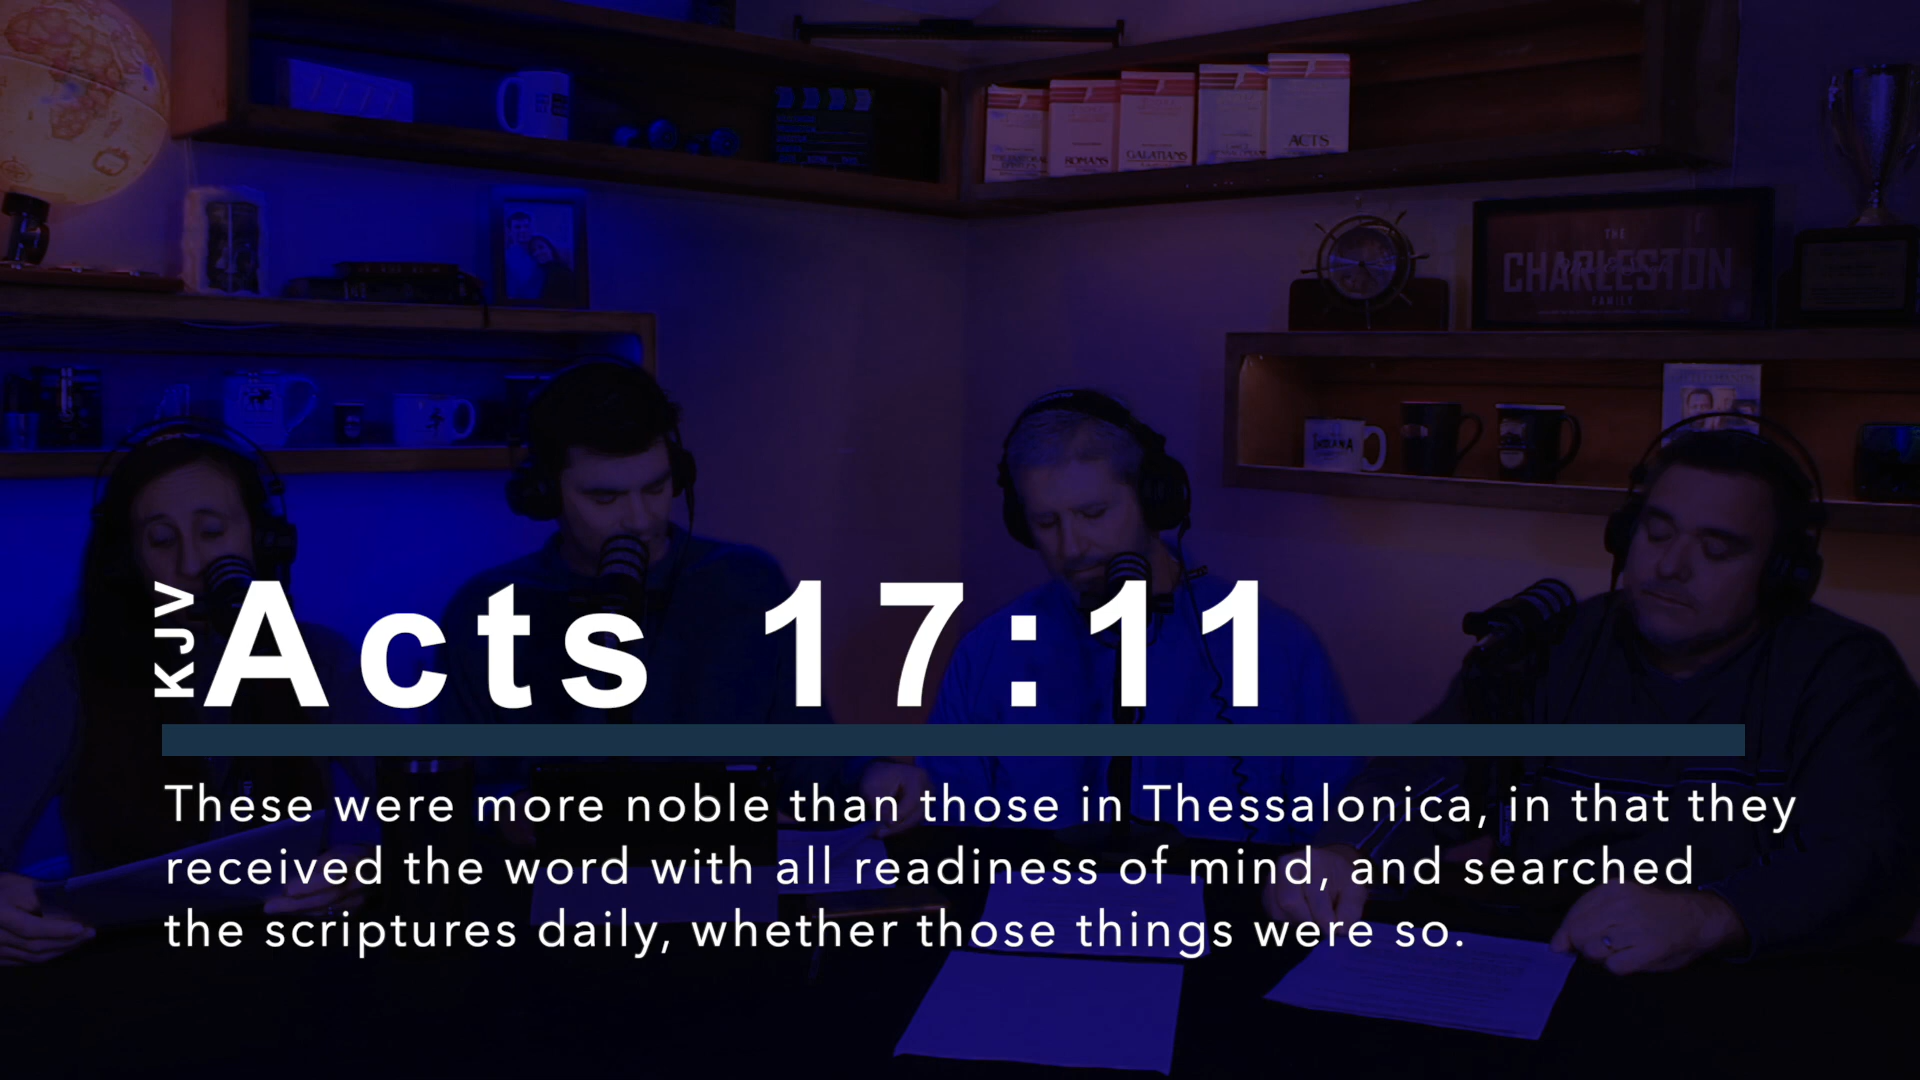 ROMANS
GALATIANS
ACTS
THE
CHARLESTON
FAMILY
INDIANA
KJV
Acts 17:11
These were more noble than those in Thessalonica, in that they
received the word with all readiness of mind, and searched
the scriptures daily, whether those things were so.